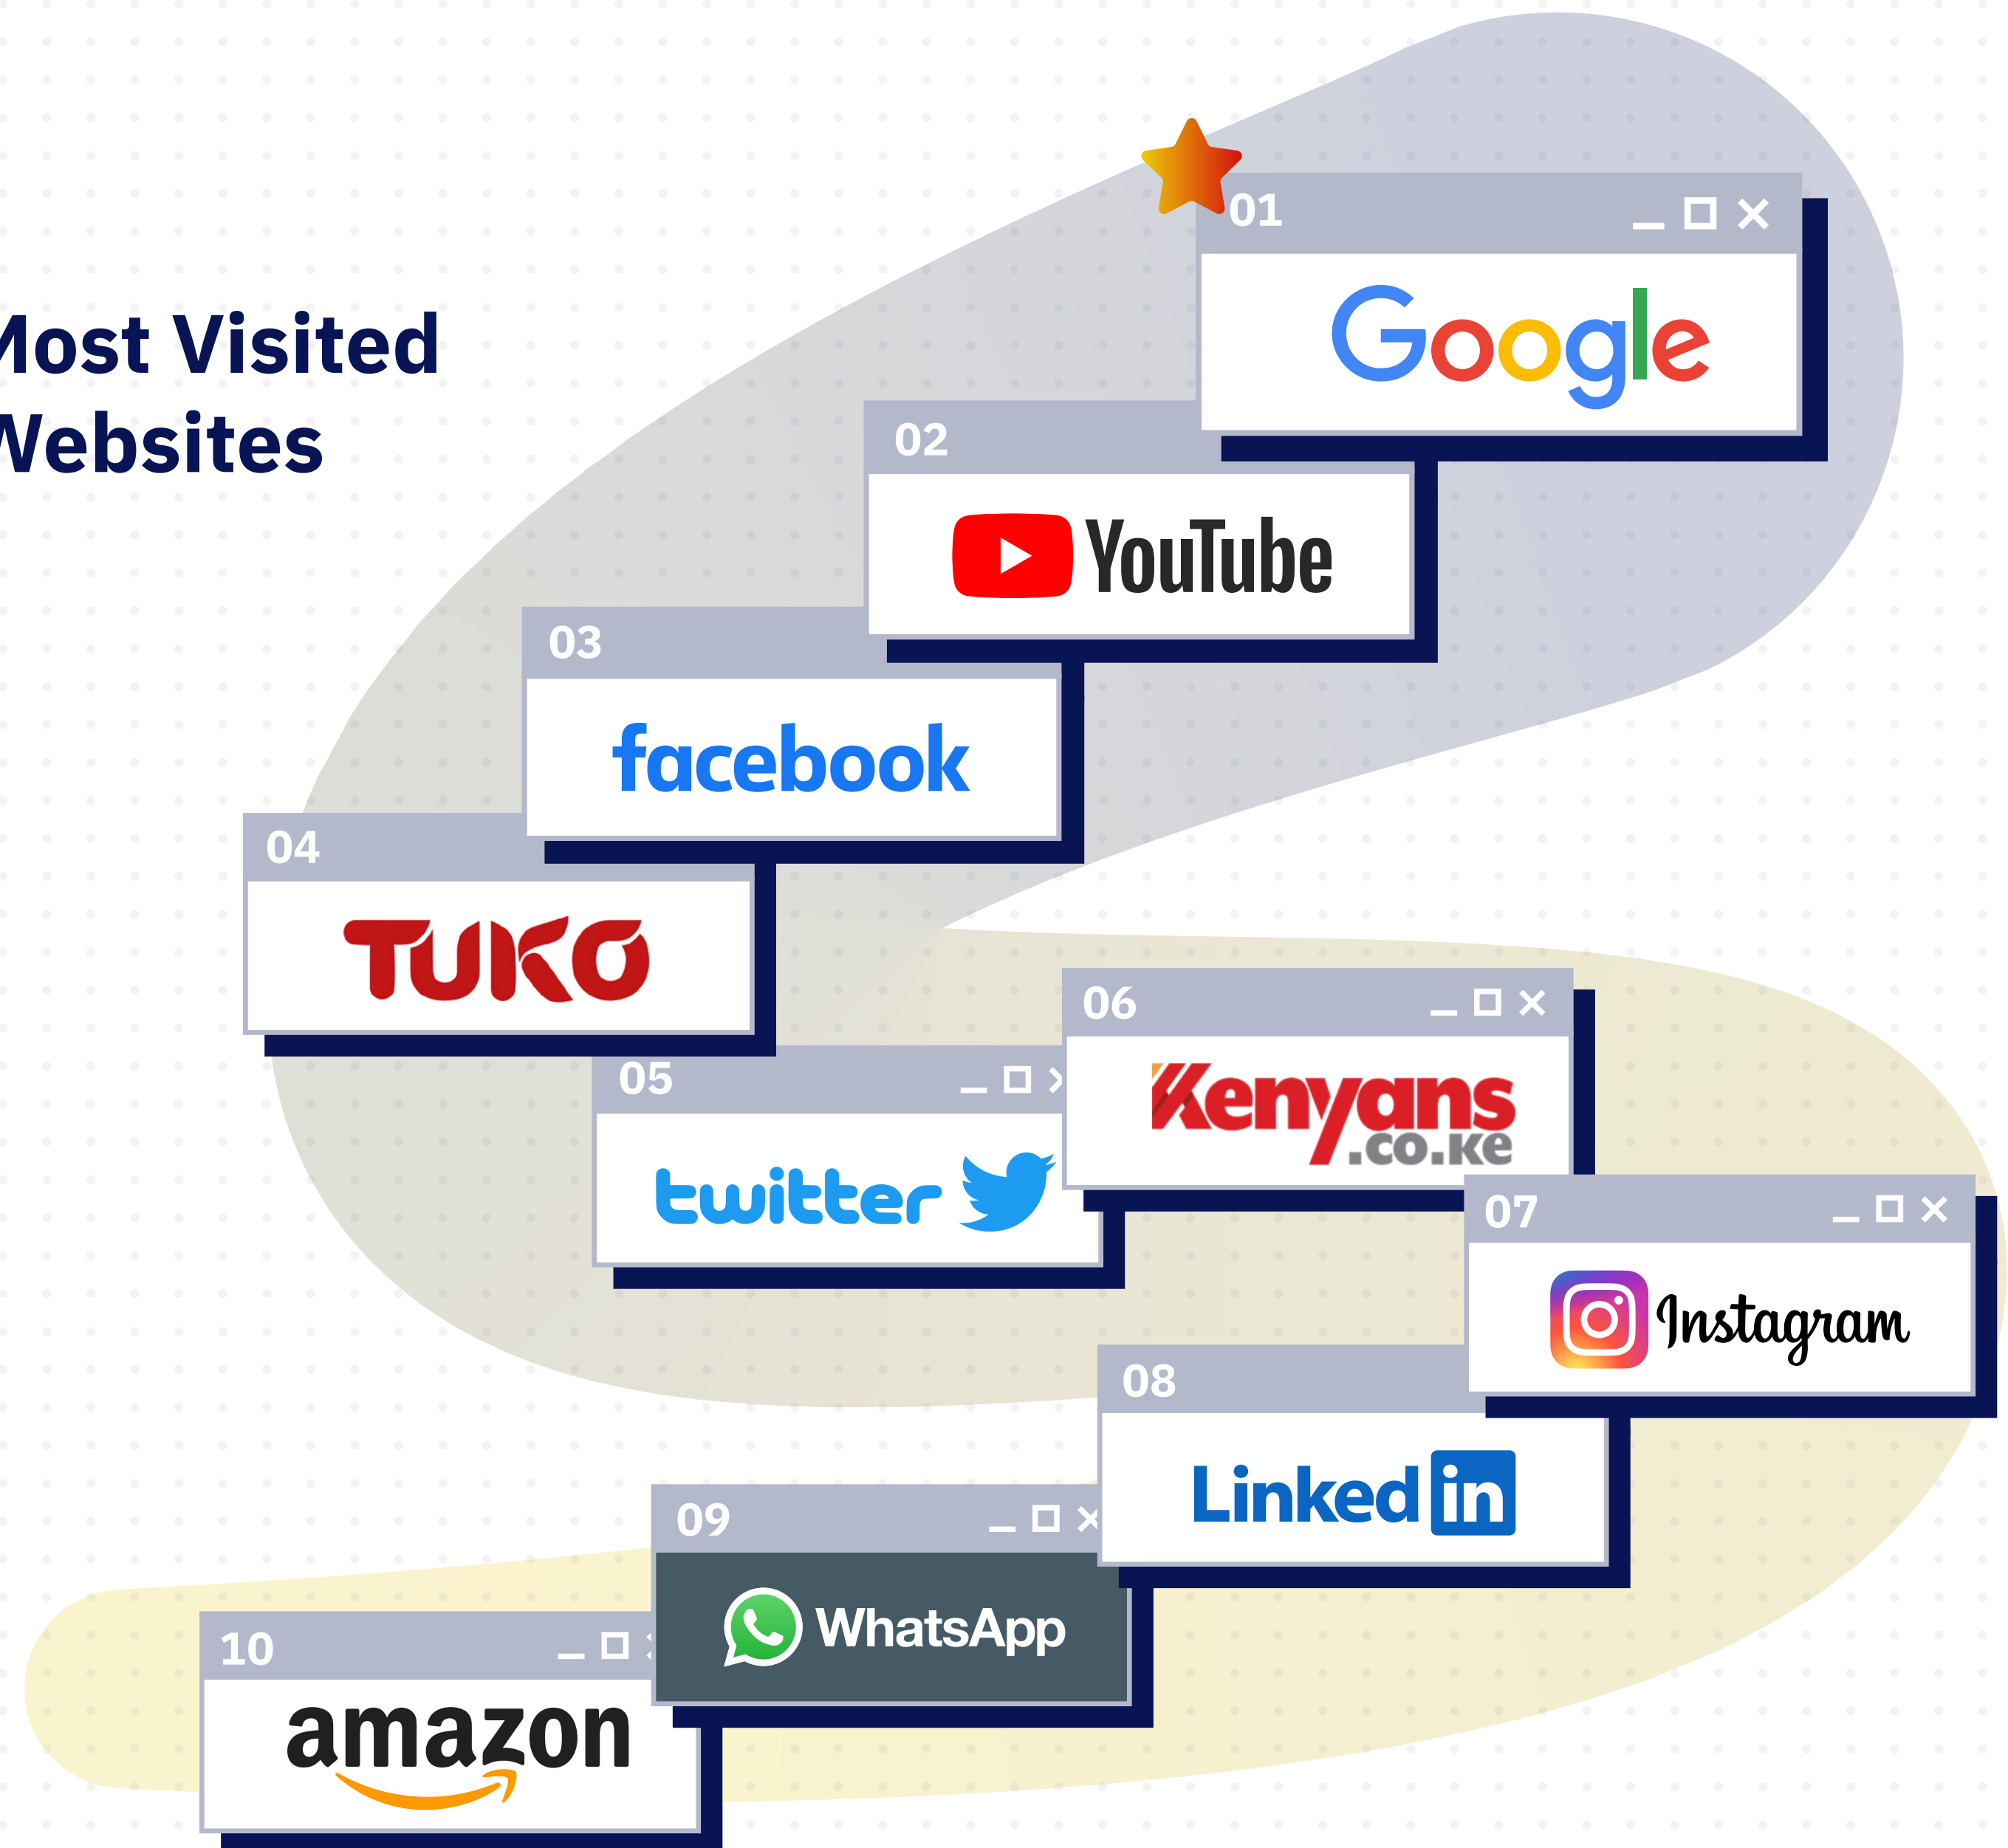 Most Visited
Websites
01
Google
02
YouTube
03
facebook
04
TUKO
05
twitter
06
Kenyans
.co.ke
07
Instagram
08
Linked in
09
WhatsApp
10
amazon